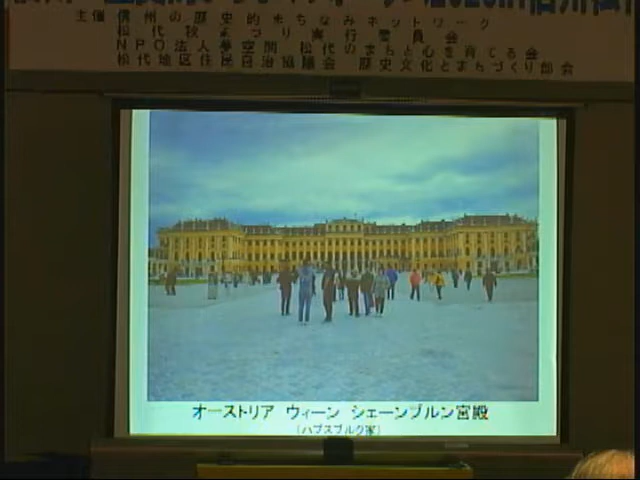 主催 信州の歴史的まちなみネットワーク
松代秋まつり実行委員会
NPO法人夢空間 松代のまちと心を育てる会
松代地区住民自治協議会 歴史文化とまちづくり部会
オーストリア ウィーン シェーンブルン宮殿
(ハプスブルク家)